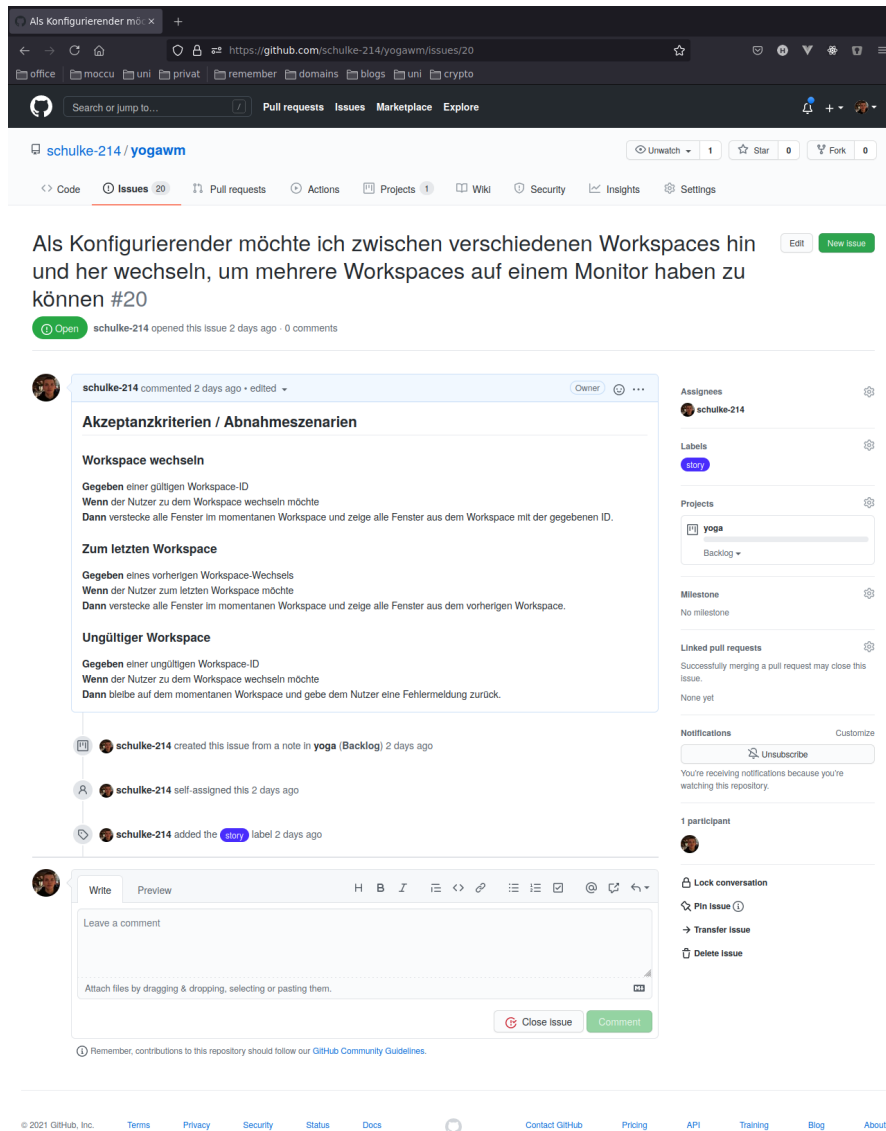 Als Konfigurierender möc ×
https://github.com/schulke-214/yogawm/issues/20
office moccu uni privat remember domains blogs uni crypto
Search or jump to... / Pull requests Issues Marketplace Explore
schulke-214 / yogawm Unwatch 1 Star 0 Fork 0
<> Code Issues 20 Pull requests Actions Projects 1 Wiki Security Insights Settings
Als Konfigurierender möchte ich zwischen verschiedenen Workspaces hin
und her wechseln, um mehrere Workspaces auf einem Monitor haben zu
können #20
Edit New issue
Open schulke-214 opened this issue 2 days ago · 0 comments
schulke-214 commented 2 days ago • edited Owner ...
Akzeptanzkriterien / Abnahmeszenarien
Workspace wechseln
Gegeben einer gültigen Workspace-ID
Wenn der Nutzer zu dem Workspace wechseln möchte
Dann verstecke alle Fenster im momentanen Workspace und zeige alle Fenster aus dem Workspace mit der gegebenen ID.
Zum letzten Workspace
Gegeben eines vorherigen Workspace-Wechsels
Wenn der Nutzer zum letzten Workspace möchte
Dann verstecke alle Fenster im momentanen Workspace und zeige alle Fenster aus dem vorherigen Workspace.
Ungültiger Workspace
Gegeben einer ungültigen Workspace-ID
Wenn der Nutzer zu dem Workspace wechseln möchte
Dann bleibe auf dem momentanen Workspace und gebe dem Nutzer eine Fehlermeldung zurück.
schulke-214 created this issue from a note in yoga (Backlog) 2 days ago
schulke-214 self-assigned this 2 days ago
schulke-214 added the story label 2 days ago
Write Preview H B I @
Leave a comment
Attach files by dragging & dropping, selecting or pasting them.
Close issue Comment
Remember, contributions to this repository should follow our GitHub Community Guidelines.
Assignees
schulke-214
Labels
story
Projects
yoga
Backlog
Milestone
No milestone
Linked pull requests
Successfully merging a pull request may close this
issue.
None yet
Notifications Customize
Unsubscribe
You're receiving notifications because you're
watching this repository.
1 participant
Lock conversation
Pin issue
Transfer issue
Delete issue
© 2021 GitHub, Inc. Terms Privacy Security Status Docs Contact GitHub Pricing API Training Blog About